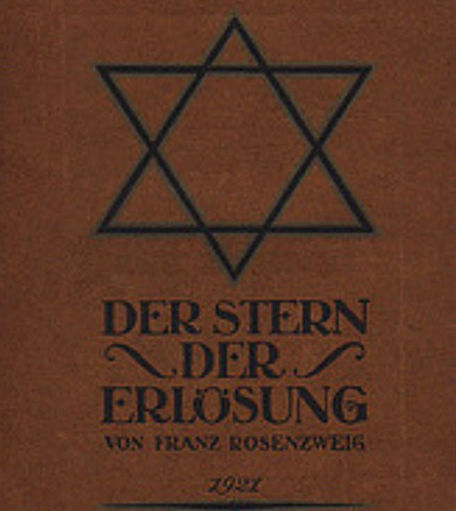 DER STERN
DER
ERLÖSUNG
VON FRANZ ROSENZWEIG
1921